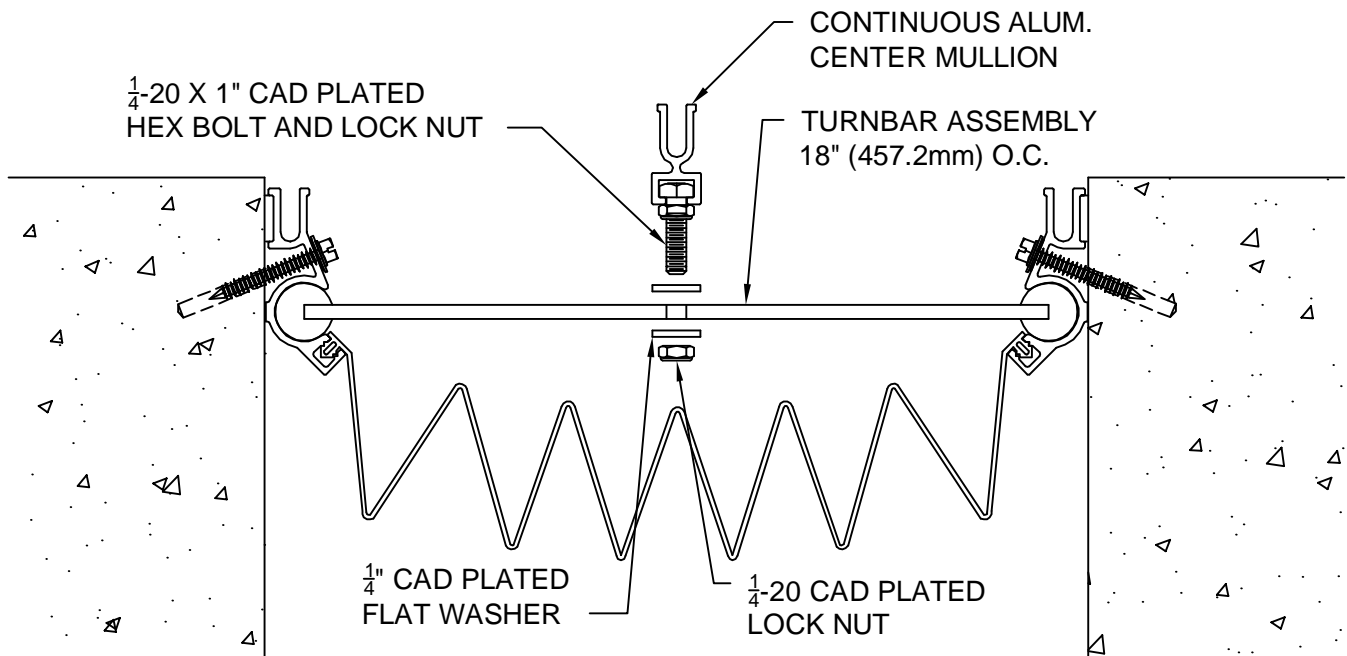 CONTINUOUS ALUM.
CENTER MULLION
1/4-20 X 1" CAD PLATED
HEX BOLT AND LOCK NUT
TURNBAR ASSEMBLY
18" (457.2mm) O.C.
1/4" CAD PLATED
FLAT WASHER
1/4-20 CAD PLATED
LOCK NUT